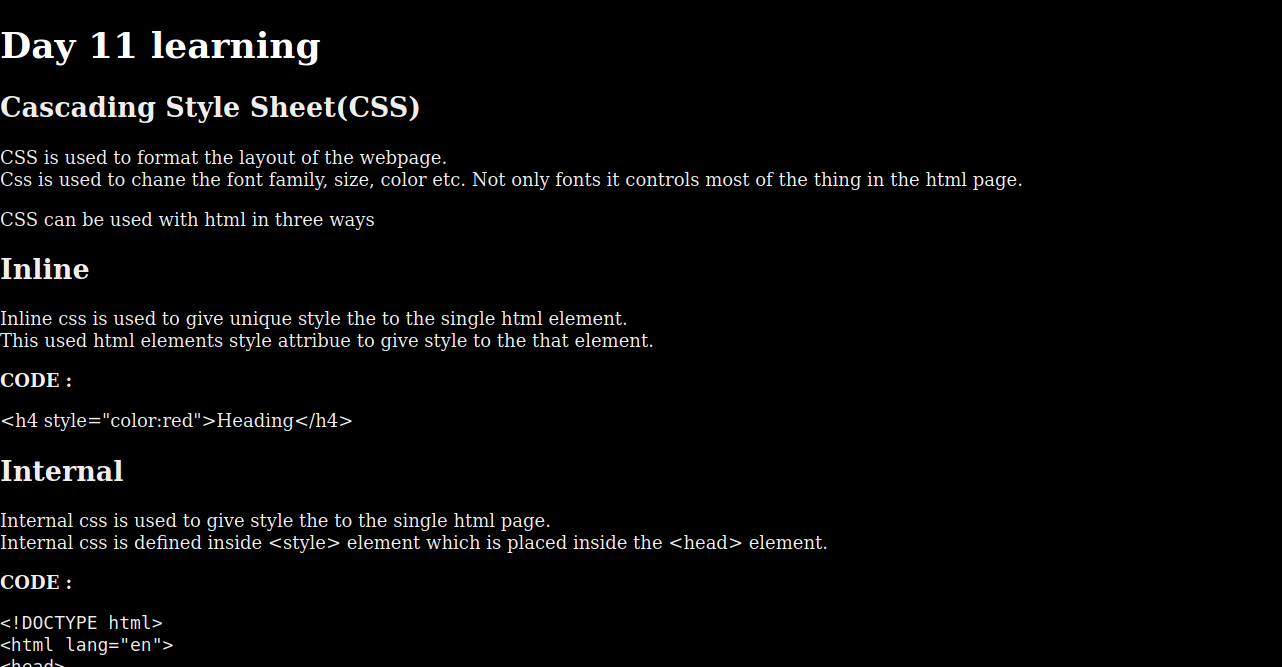 Day 11 learning
Cascading Style Sheet(CSS)
CSS is used to format the layout of the webpage.
Css is used to chane the font family, size, color etc. Not only fonts it controls most of the thing in the html page.
CSS can be used with html in three ways
Inline
Inline css is used to give unique style the to the single html element.
This used html elements style attribue to give style to the that element.
CODE :
<h4 style="color:red">Heading</h4>
Internal
Internal css is used to give style the to the single html page.
Internal css is defined inside <style> element which is placed inside the <head> element.
CODE :
<!DOCTYPE html>
<html lang="en">
<head>